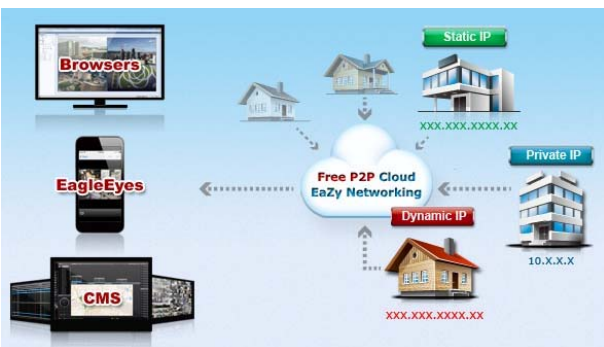 Browsers
Static IP
xxx.xxx.xxxx.xx
Private IP
Free P2P Cloud
EaZy Networking
EagleEyes
Dynamic IP
10.X.X.X
CMS
xxx.xxx.xxxx.xx